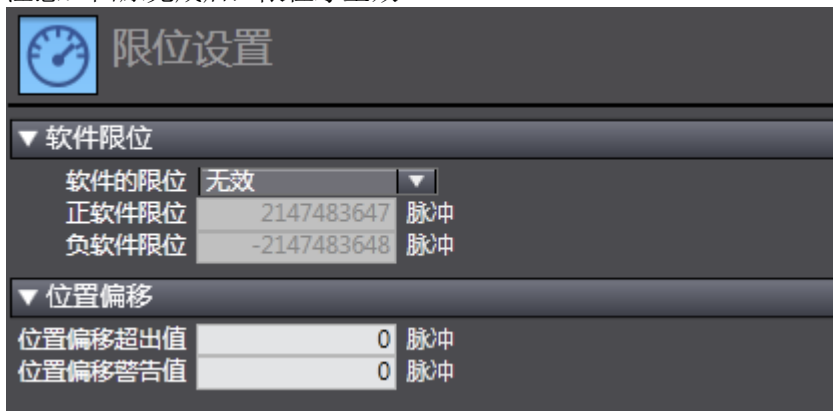 限位设置
▼ 软件限位
软件的限位 无效 ▼
正软件限位 2147483647 脉冲
负软件限位 -2147483648 脉冲
▼ 位置偏移
位置偏移超出值 0 脉冲
位置偏移警告值 0 脉冲